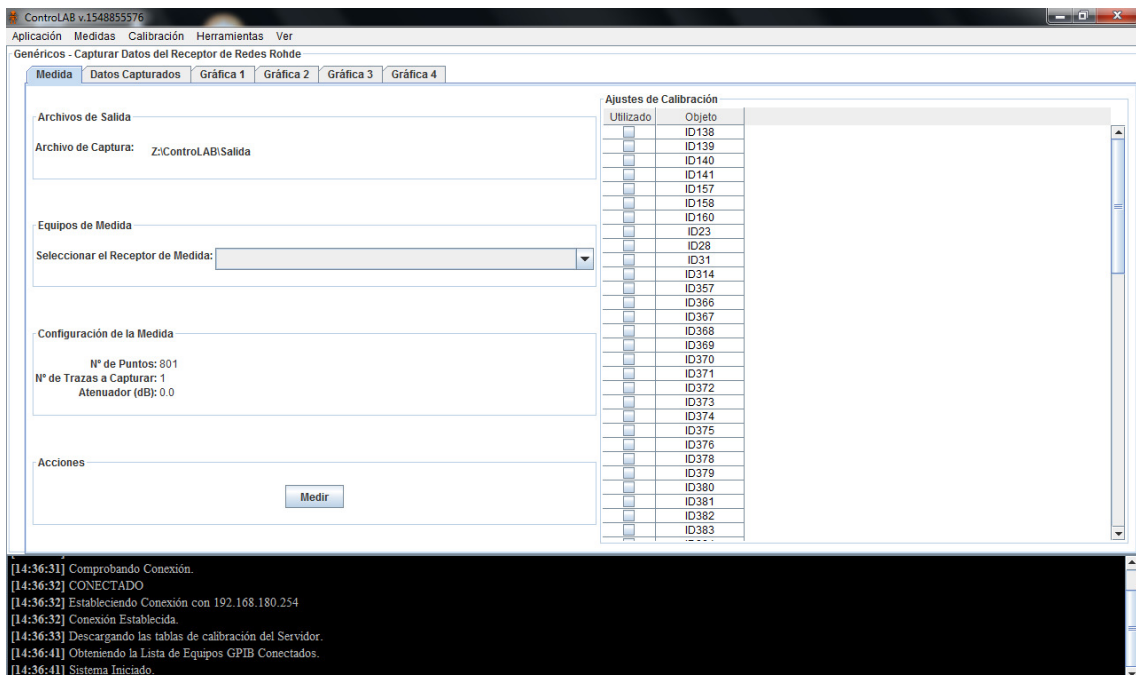 ControLAB v.1548855576
Aplicación Medidas Calibración Herramientas Ver
Genéricos - Capturar Datos del Receptor de Redes Rohde
Medida Datos Capturados Gráfica 1 Gráfica 2 Gráfica 3 Gráfica 4
Archivos de Salida
Archivo de Captura: Z:\ControLAB\Salida
Equipos de Medida
Seleccionar el Receptor de Medida:
Configuración de la Medida
Nº de Puntos: 801
Nº de Trazas a Capturar: 1
Atenuador (dB): 0.0
Acciones
Medir
Ajustes de Calibración
Utilizado Objeto
ID138
ID139
ID140
ID141
ID157
ID158
ID160
ID23
ID28
ID31
ID314
ID357
ID366
ID367
ID368
ID369
ID370
ID371
ID372
ID373
ID374
ID375
ID376
ID378
ID379
ID380
ID381
ID382
ID383
[14:36:31] Comprobando Conexión.
[14:36:32] CONECTADO
[14:36:32] Estableciendo Conexión con 192.168.180.254
[14:36:32] Conexión Establecida.
[14:36:33] Descargando las tablas de calibración del Servidor.
[14:36:41] Obteniendo la Lista de Equipos GPIB Conectados.
[14:36:41] Sistema Iniciado.